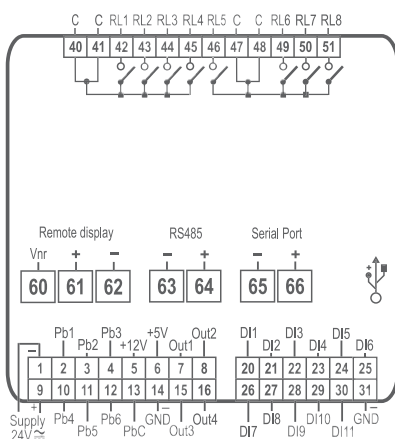 C C RL1 RL2 RL3 RL4 RL5 C C RL6 RL7 RL8
40 41 42 43 44 45 46 47 48 49 50 51
Remote display RS485 Serial Port
Vnr + − − + − +
60 61 62 63 64 65 66
Pb1 Pb3 +5V Out2 DI1 DI3 DI5
Pb2 +12V Out1 DI2 DI4 DI6
− 1 2 3 4 5 6 7 8 20 21 22 23 24 25
9 10 11 12 13 14 15 16 26 27 28 29 30 31
+ − −
Supply Pb4 Pb6 GND Out4 DI8 DI10 GND
24V≂ Pb5 PbC Out3 DI7 DI9 DI11